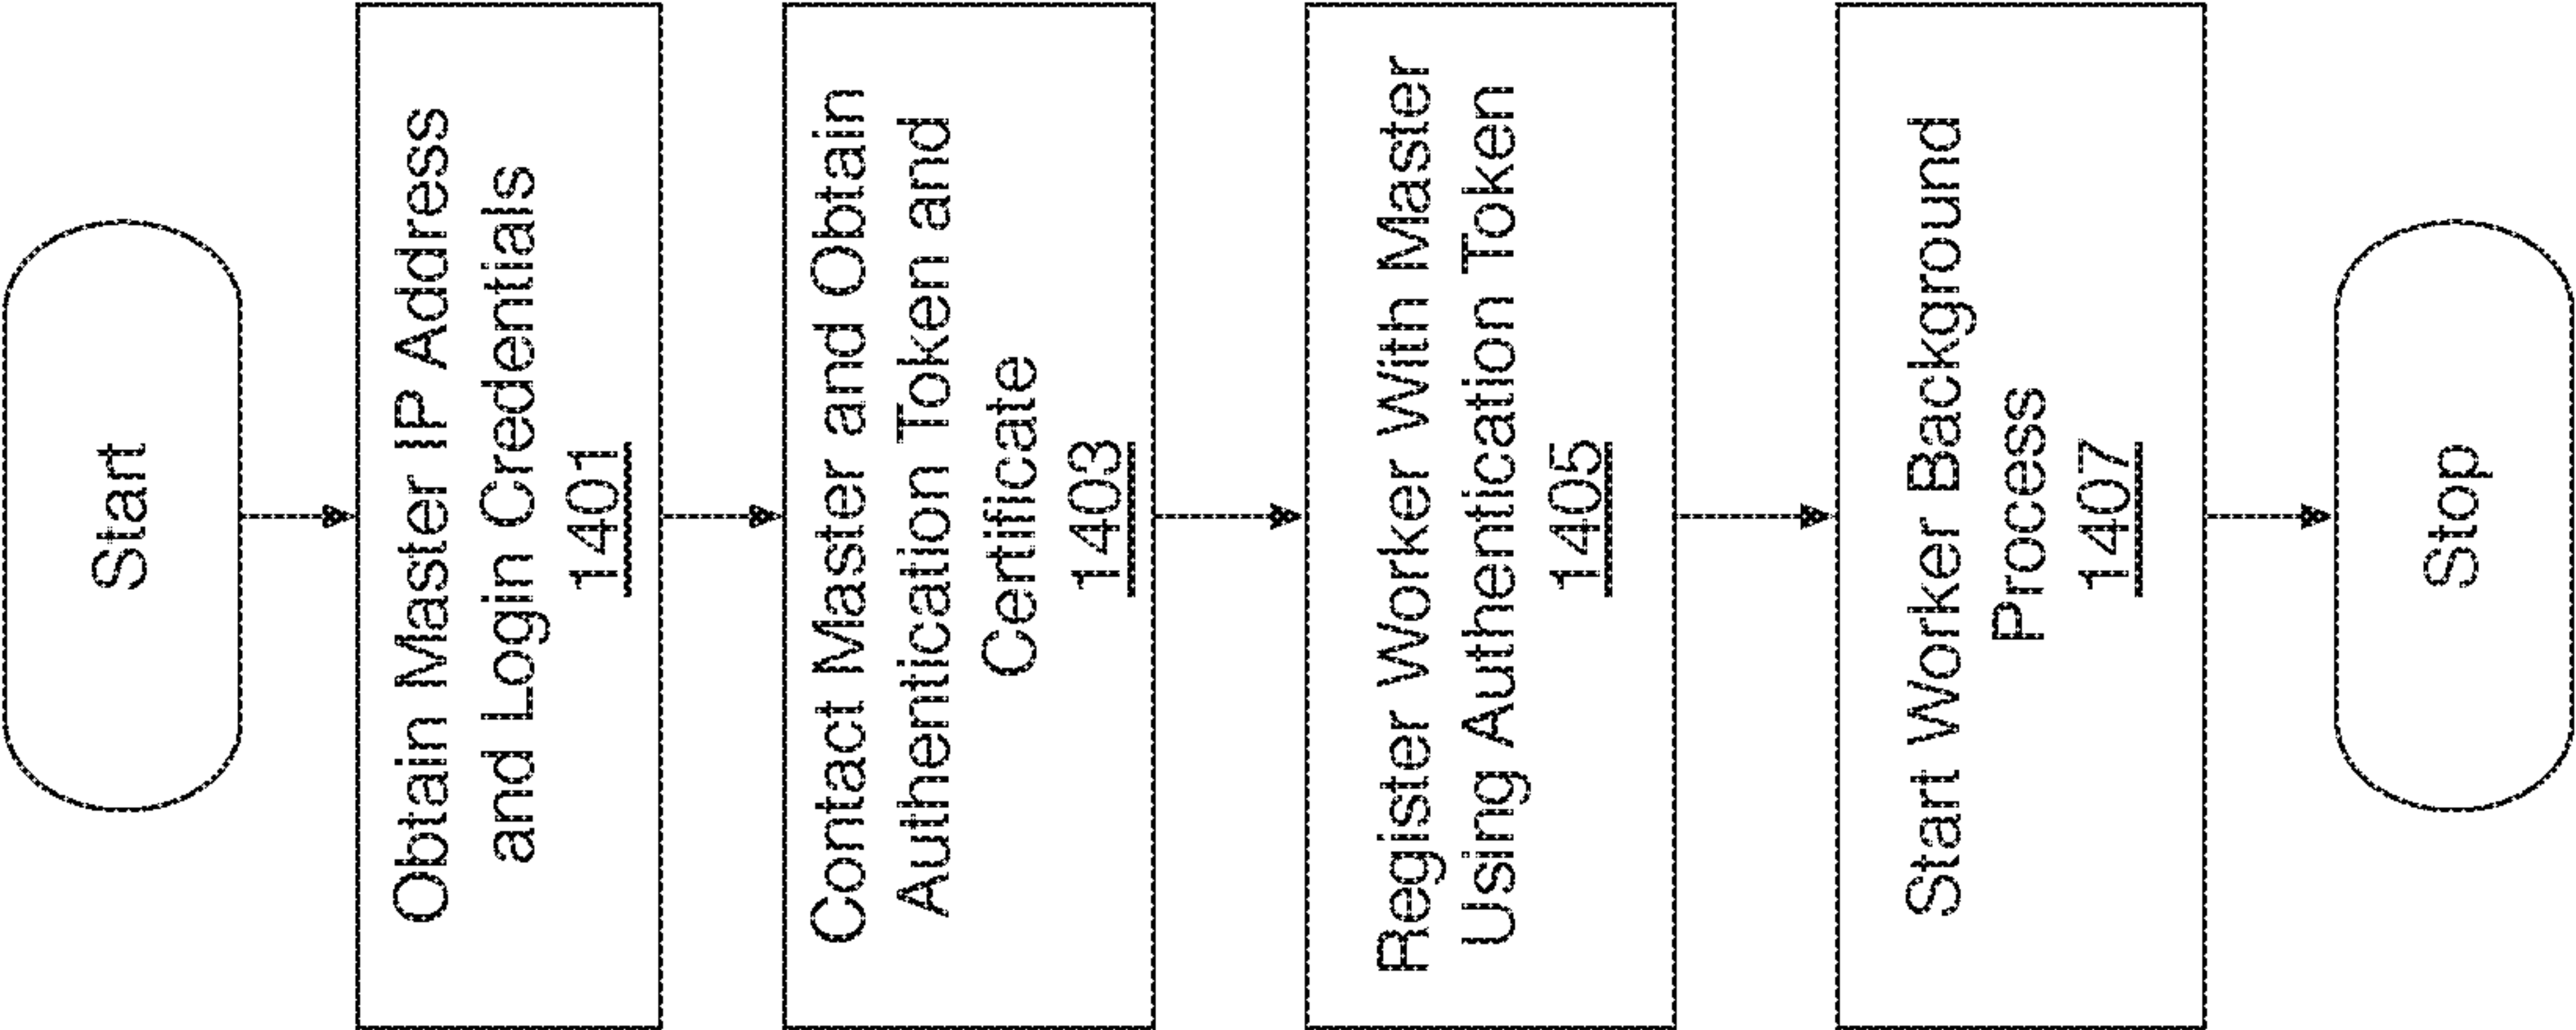 Start
Obtain Master IP Address
and Login Credentials
1401
Contact Master and Obtain
Authentication Token and
Certificate
1403
Register Worker With Master
Using Authentication Token
1405
Start Worker Background
Process
1407
Stop